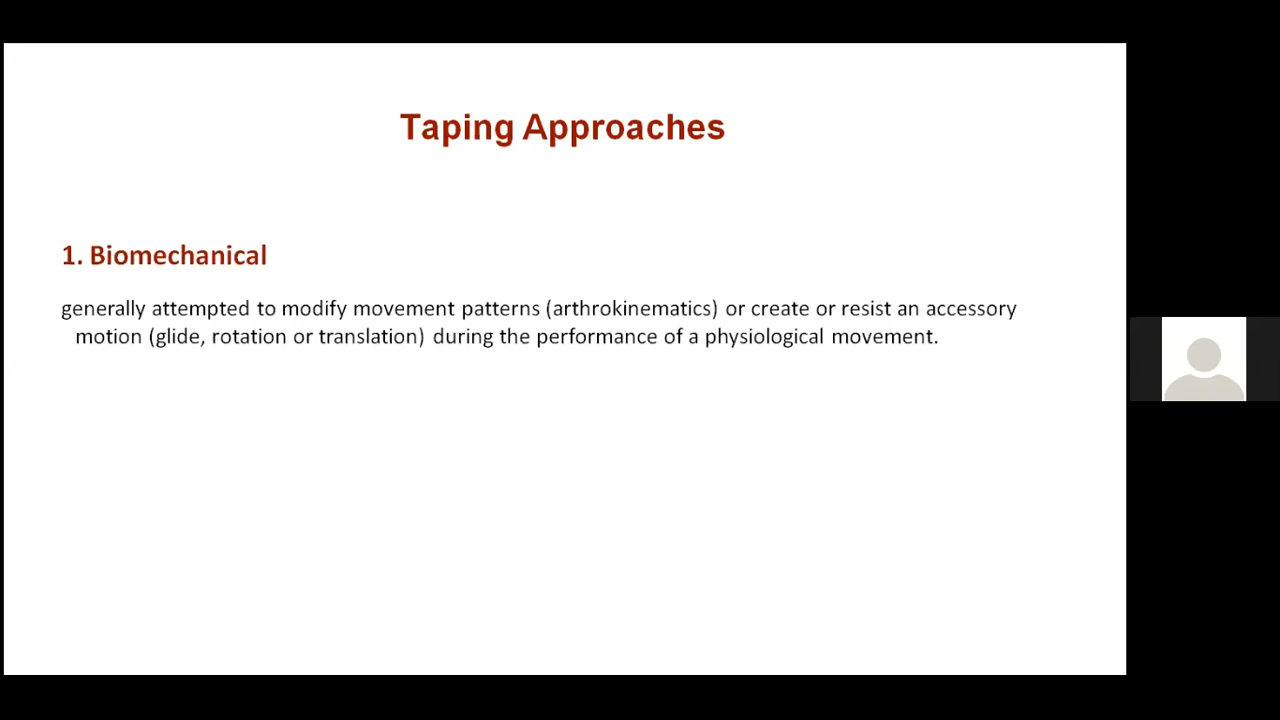 Taping Approaches
1. Biomechanical
generally attempted to modify movement patterns (arthrokinematics) or create or resist an accessory
motion (glide, rotation or translation) during the performance of a physiological movement.